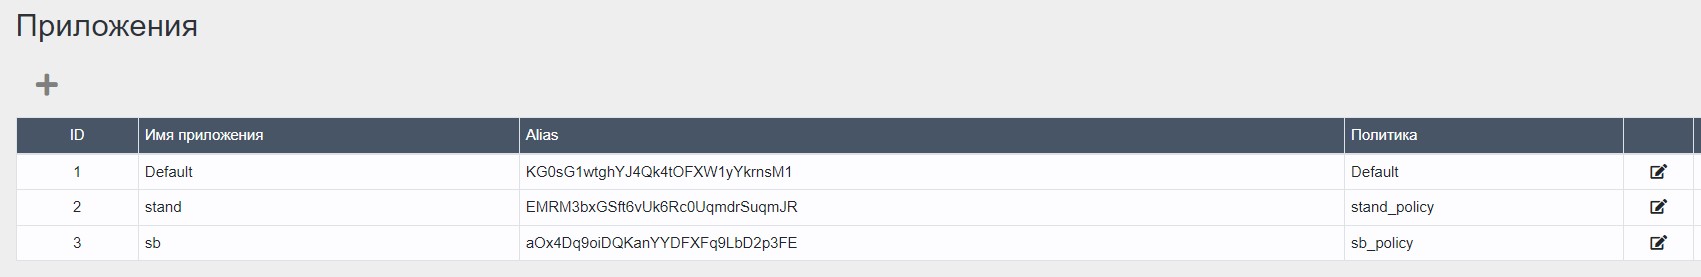 Приложения
ID Имя приложения Alias Политика
1 Default KG0sG1wtghYJ4Qk4tOFXW1yYkrnsM1 Default
2 stand EMRM3bxGSft6vUk6Rc0UqmdrSuqmJR stand_policy
3 sb aOx4Dq9oiDQKanYYDFXFq9LbD2p3FE sb_policy